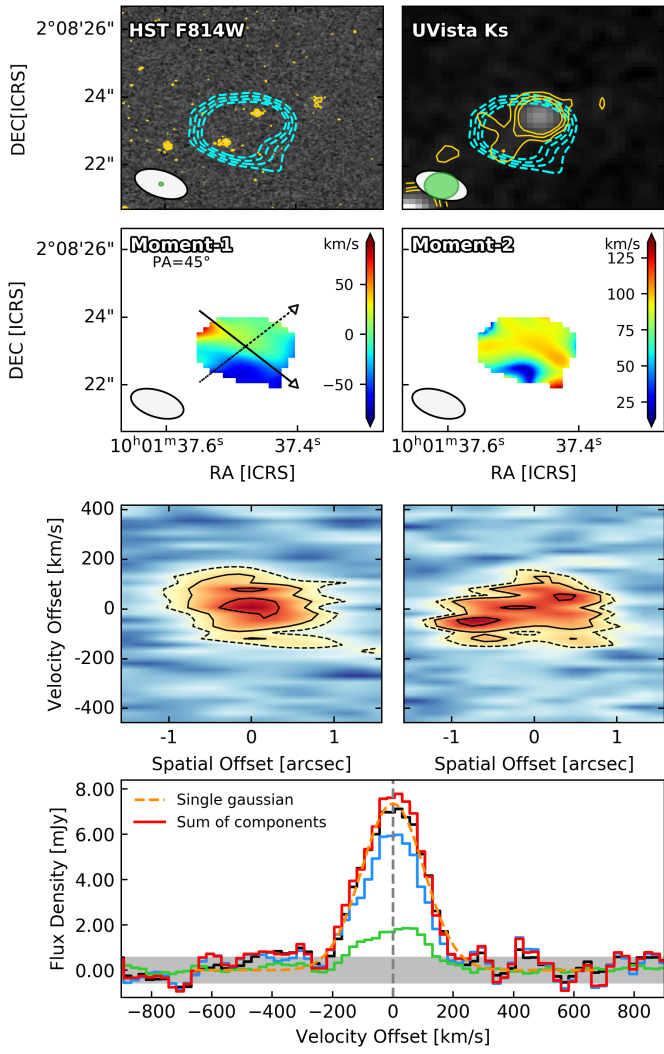 HST F814W
UVista Ks
2°08'26"
24"
22"
DEC[ICRS]
Moment-1
PA=45°
km/s
50
0
−50
Moment-2
km/s
125
100
75
50
25
2°08'26"
24"
22"
DEC [ICRS]
10ʰ01ᵐ37.6ˢ
37.4ˢ
10ʰ01ᵐ37.6ˢ
37.4ˢ
RA [ICRS]
RA [ICRS]
400
200
0
-200
-400
Velocity Offset [km/s]
-1
0
1
-1
0
1
Spatial Offset [arcsec]
Spatial Offset [arcsec]
8.00
6.00
4.00
2.00
0.00
Flux Density [mJy]
Single gaussian
Sum of components
−800
−600
−400
−200
0
200
400
600
800
Velocity Offset [km/s]